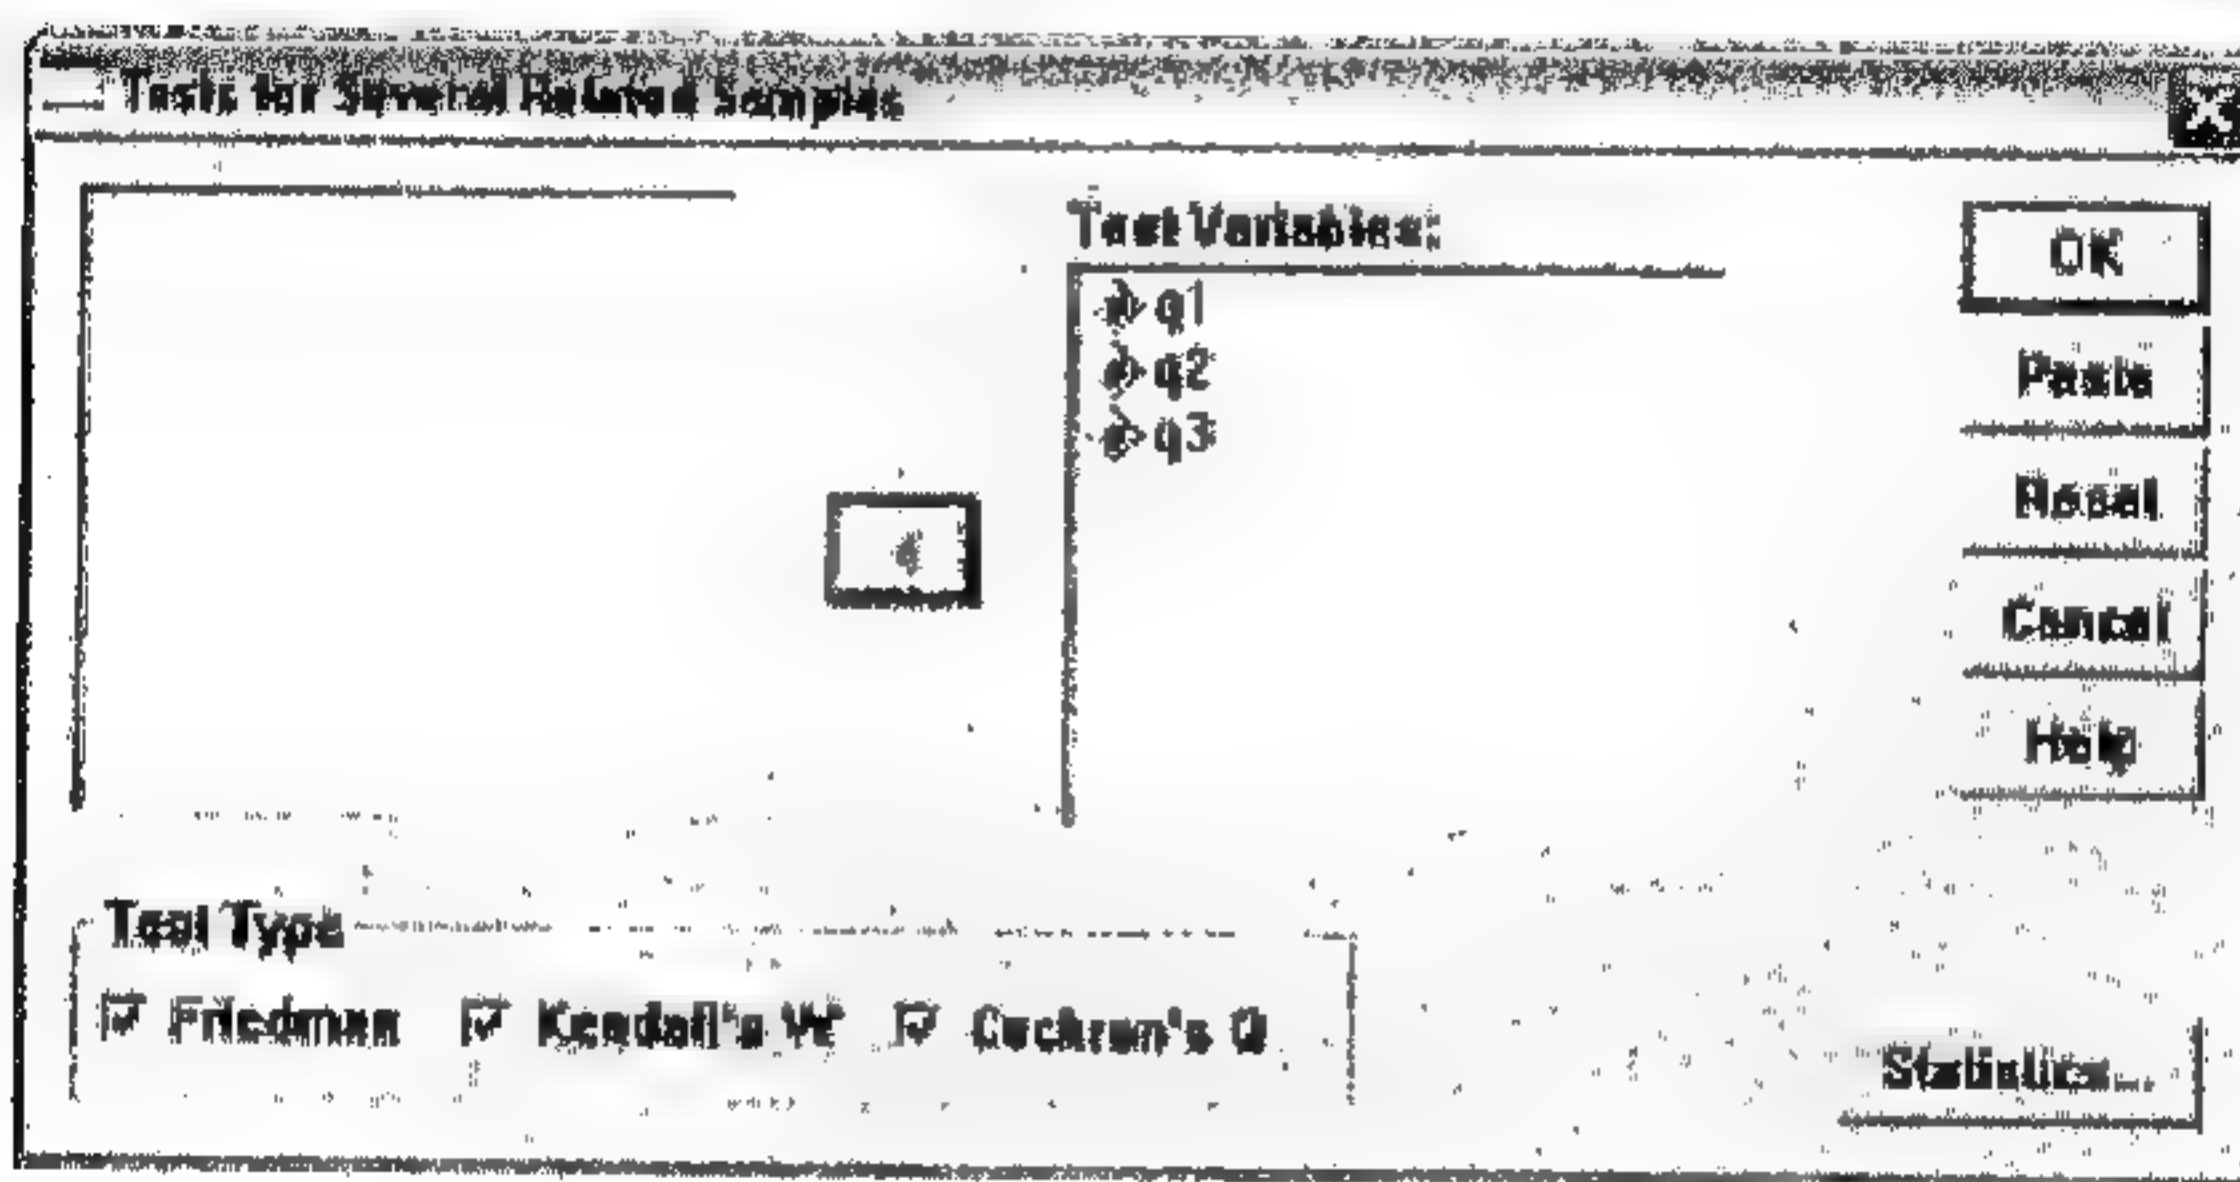 Tests for Several Related Samples
Test Variables:
q1
q2
q3
OK
Paste
Reset
Cancel
Help
Test Type
Friedman Kendall's W Cochran's Q
Statistics...